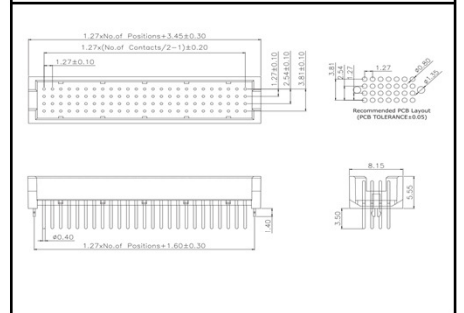 1.27xNo.of Positions+3.45±0.30
1.27x(No.of Contacts/2-1)±0.20
1.27±0.10
1.27±0.10
2.54±0.10
3.81±0.10
3.81
2.54
1.27
1.27
ø0.80
Recommended PCB Layout
(PCB TOLERANCE±0.05)
ø0.40
1.27xNo.of Positions+1.60±0.30
1.40
8.15
5.55
3.50